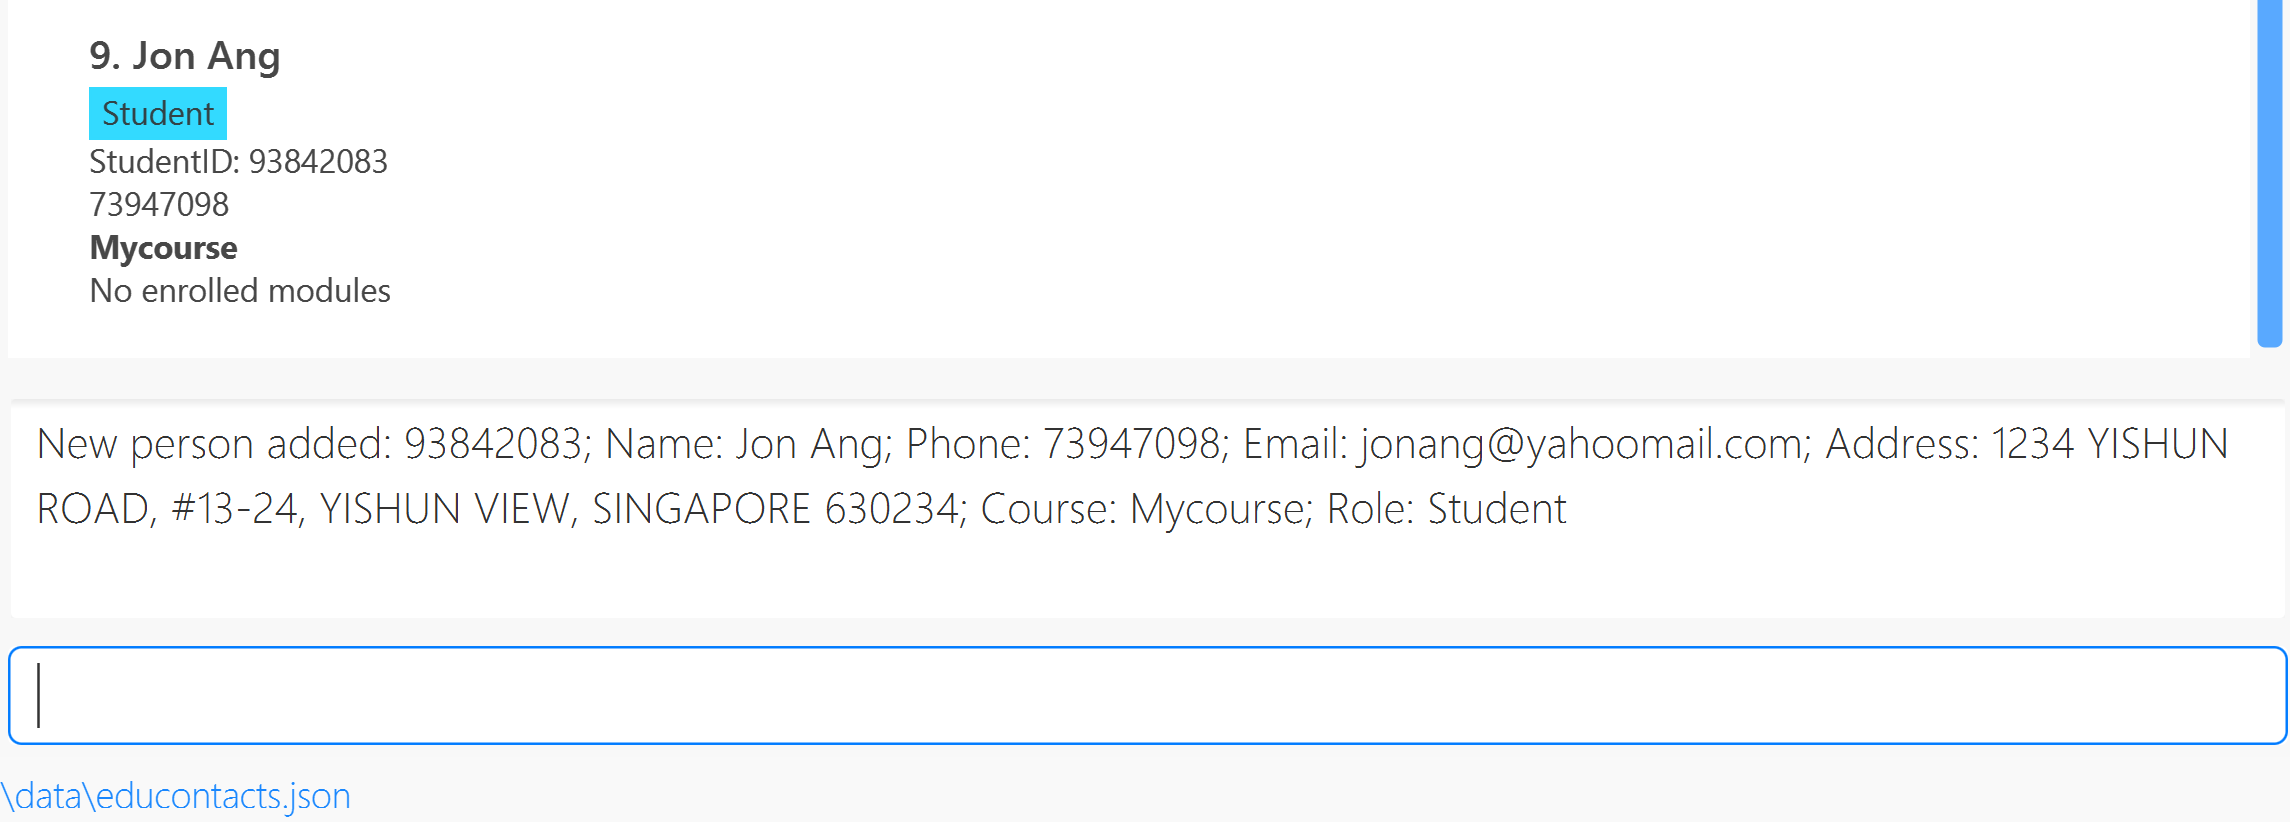 9. Jon Ang
Student
StudentID: 93842083
73947098
Mycourse
No enrolled modules
New person added: 93842083; Name: Jon Ang; Phone: 73947098; Email: jonang@yahoomail.com; Address: 1234 YISHUN
ROAD, #13-24, YISHUN VIEW, SINGAPORE 630234; Course: Mycourse; Role: Student
\data\educontacts.json